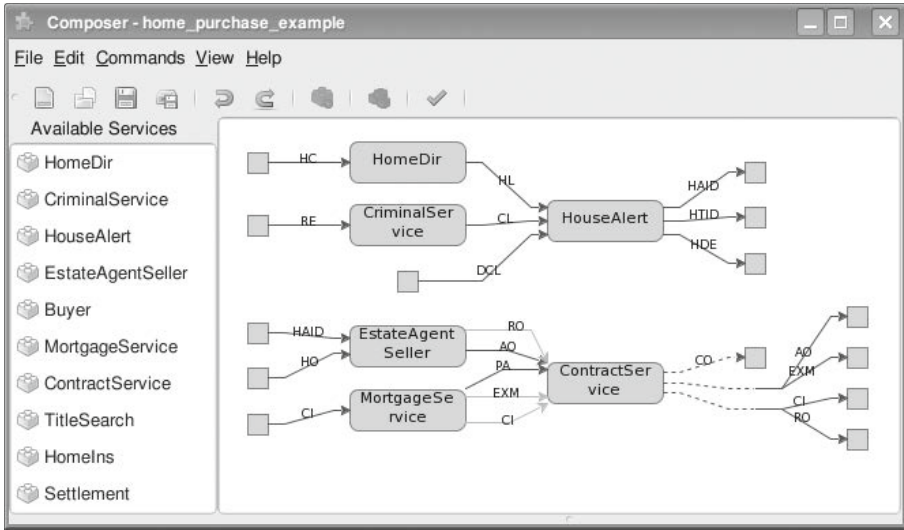 Composer - home_purchase_example
File Edit Commands View Help
Available Services
HomeDir
CriminalService
HouseAlert
EstateAgentSeller
Buyer
MortgageService
ContractService
TitleSearch
HomeIns
Settlement
HC
HomeDir
HL
RE
CriminalSer
vice
CL
DCL
HouseAlert
HAID
HTID
HDE
HAID
HO
EstateAgent
Seller
RO
AO
CI
MortgageSe
rvice
PA
EXM
CI
ContractSer
vice
CO
AO
EXM
CI
RO